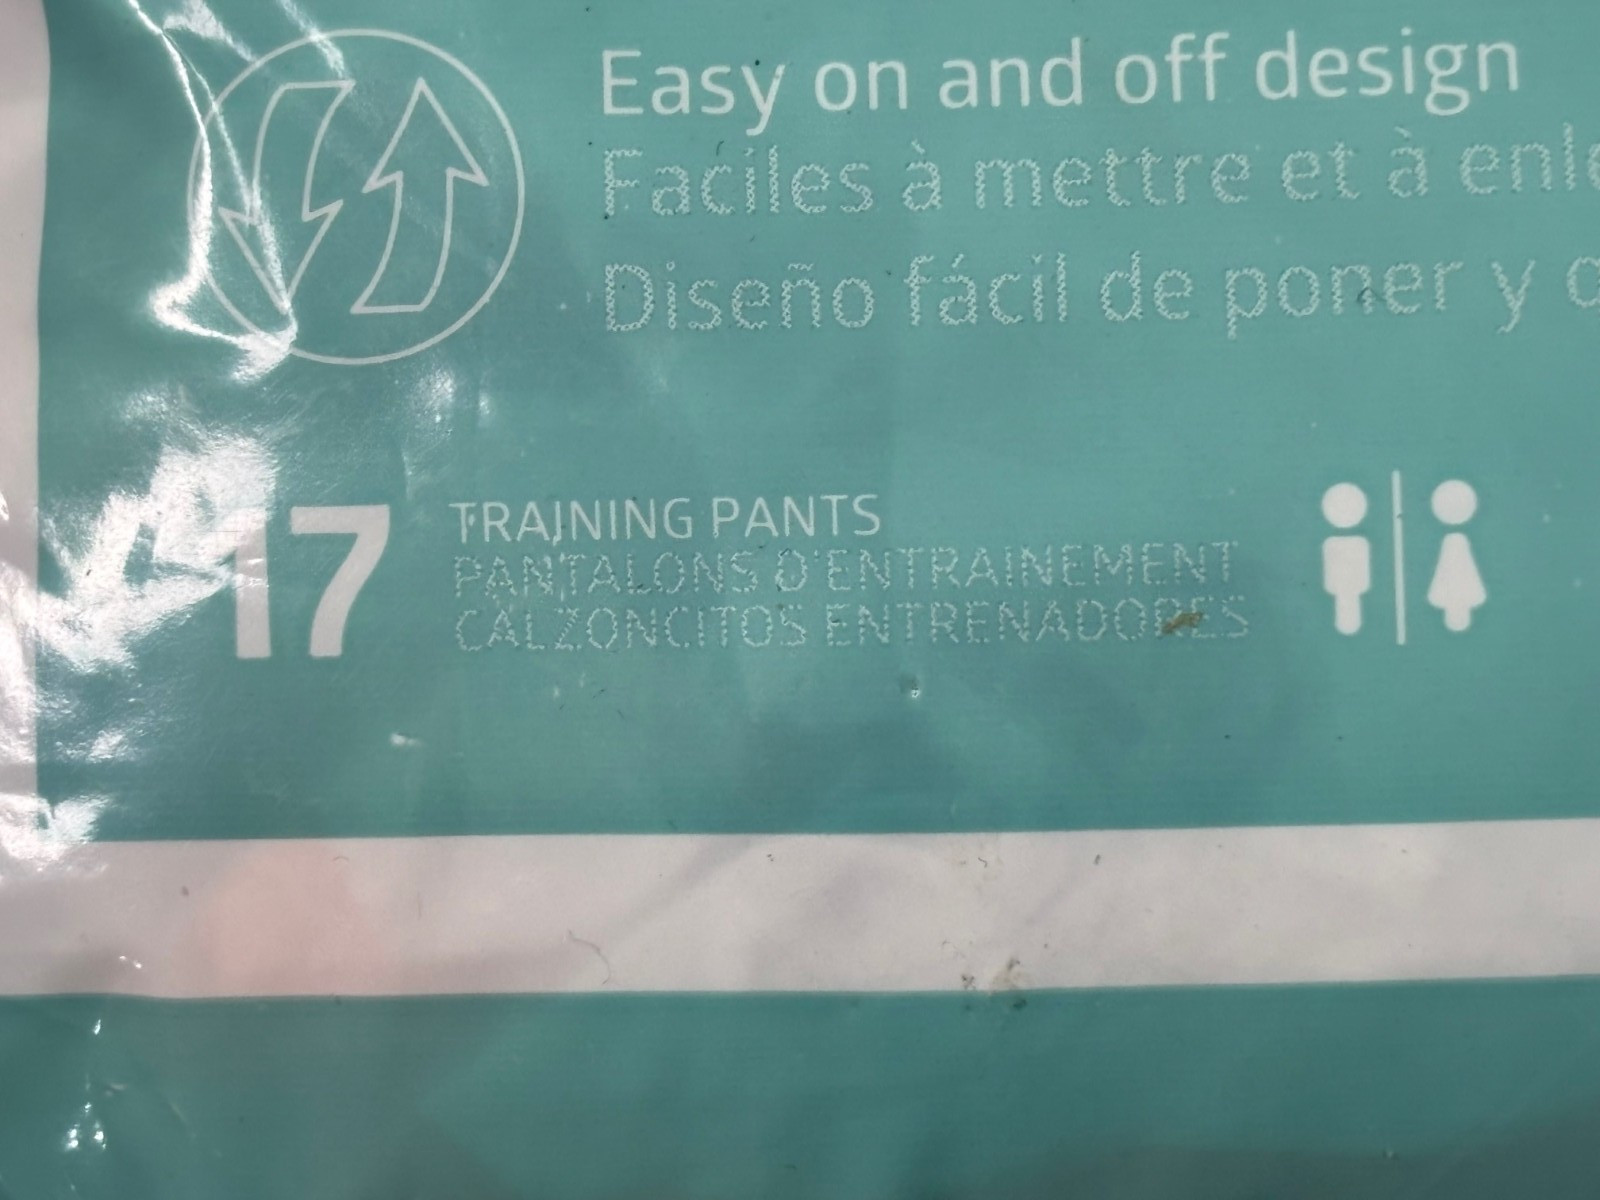 Easy on and off design
Faciles à mettre et à
Diseño fácil de poner y
17
TRAINING PANTS
PANTALONS D'ENTRAINEMENT
CALZONCITOS ENTRENADORES